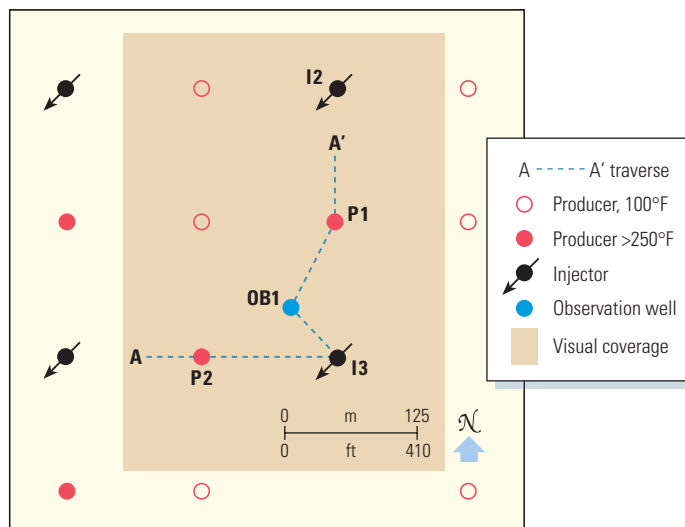 I2
A'
P1
OB1
A
P2
I3
0 m 125
0 ft 410
N
A A' traverse
Producer, 100°F
Producer >250°F
Injector
Observation well
Visual coverage